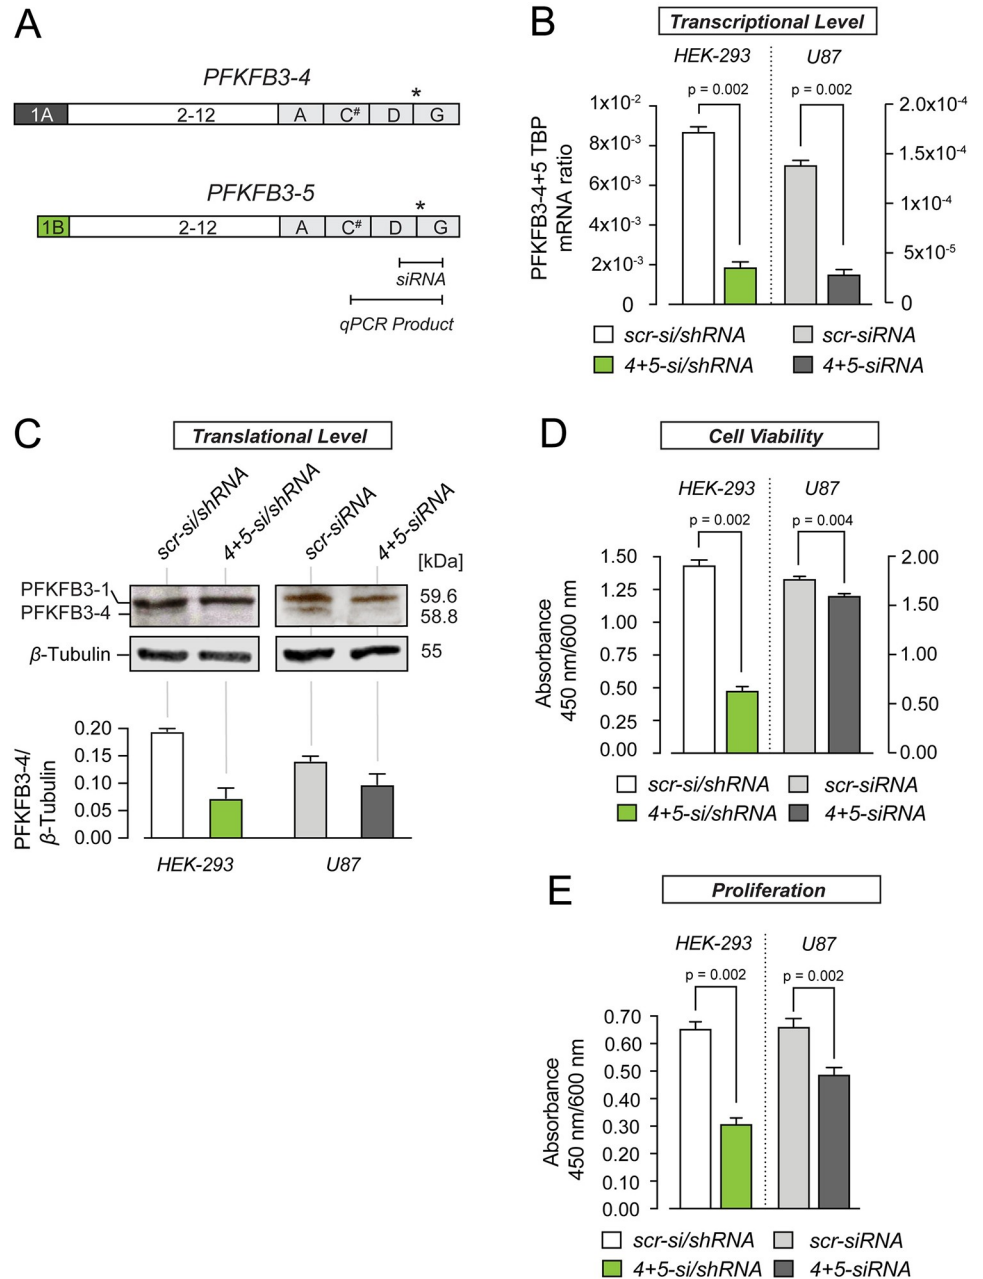 A
PFKFB3-4
*
1A 2-12 A C# D G
PFKFB3-5
*
1B 2-12 A C# D G
siRNA
qPCR Product
B
Transcriptional Level
HEK-293 U87
p = 0.002 p = 0.002
PFKFB3-4+5 TBP
mRNA ratio
1x10-2
8x10-3
6x10-3
4x10-3
2x10-3
0
2.0x10-4
1.5x10-4
1x10-4
5x10-5
0
scr-si/shRNA scr-siRNA
4+5-si/shRNA 4+5-siRNA
C
Translational Level
scr-si/shRNA
4+5-si/shRNA
scr-siRNA
4+5-siRNA
[kDa]
PFKFB3-1 59.6
PFKFB3-4 58.8
β-Tubulin 55
PFKFB3-4/
β-Tubulin
0.20
0.15
0.10
0.05
0.00
HEK-293 U87
D
Cell Viability
HEK-293 U87
p = 0.002 p = 0.004
Absorbance
450 nm/600 nm
1.50
1.25
1.00
0.75
0.50
0.25
0.00
2.00
1.50
1.00
0.50
0.00
scr-si/shRNA scr-siRNA
4+5-si/shRNA 4+5-siRNA
E
Proliferation
HEK-293 U87
p = 0.002 p = 0.002
Absorbance
450 nm/600 nm
0.70
0.60
0.50
0.40
0.30
0.20
0.10
0.00
scr-si/shRNA scr-siRNA
4+5-si/shRNA 4+5-siRNA